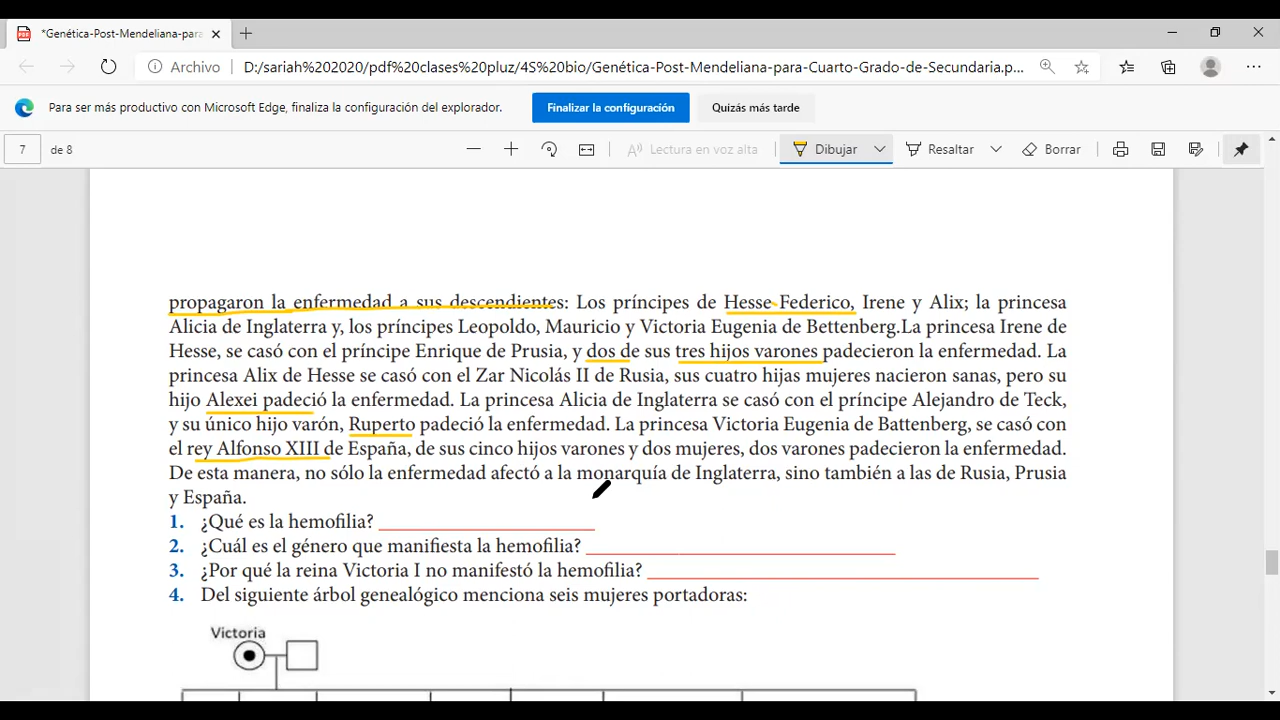 *Genética-Post-Mendeliana-para
Archivo D:/sariah%202020/pdf%20clases%20pluz/4S%20bio/Genética-Post-Mendeliana-para-Cuarto-Grado-de-Secundaria.p...
Para ser más productivo con Microsoft Edge, finaliza la configuración del explorador. Finalizar la configuración Quizás más tarde
7 de 8 Lectura en voz alta Dibujar Resaltar Borrar
propagaron la enfermedad a sus descendientes: Los príncipes de Hesse Federico, Irene y Alix; la princesa
Alicia de Inglaterra y, los príncipes Leopoldo, Mauricio y Victoria Eugenia de Bettenberg.La princesa Irene de
Hesse, se casó con el príncipe Enrique de Prusia, y dos de sus tres hijos varones padecieron la enfermedad. La
princesa Alix de Hesse se casó con el Zar Nicolás II de Rusia, sus cuatro hijas mujeres nacieron sanas, pero su
hijo Alexei padeció la enfermedad. La princesa Alicia de Inglaterra se casó con el príncipe Alejandro de Teck,
y su único hijo varón, Ruperto padeció la enfermedad. La princesa Victoria Eugenia de Battenberg, se casó con
el rey Alfonso XIII de España, de sus cinco hijos varones y dos mujeres, dos varones padecieron la enfermedad.
De esta manera, no sólo la enfermedad afectó a la monarquía de Inglaterra, sino también a las de Rusia, Prusia
y España.
1. ¿Qué es la hemofilia?
2. ¿Cuál es el género que manifiesta la hemofilia?
3. ¿Por qué la reina Victoria I no manifestó la hemofilia?
4. Del siguiente árbol genealógico menciona seis mujeres portadoras:
Victoria